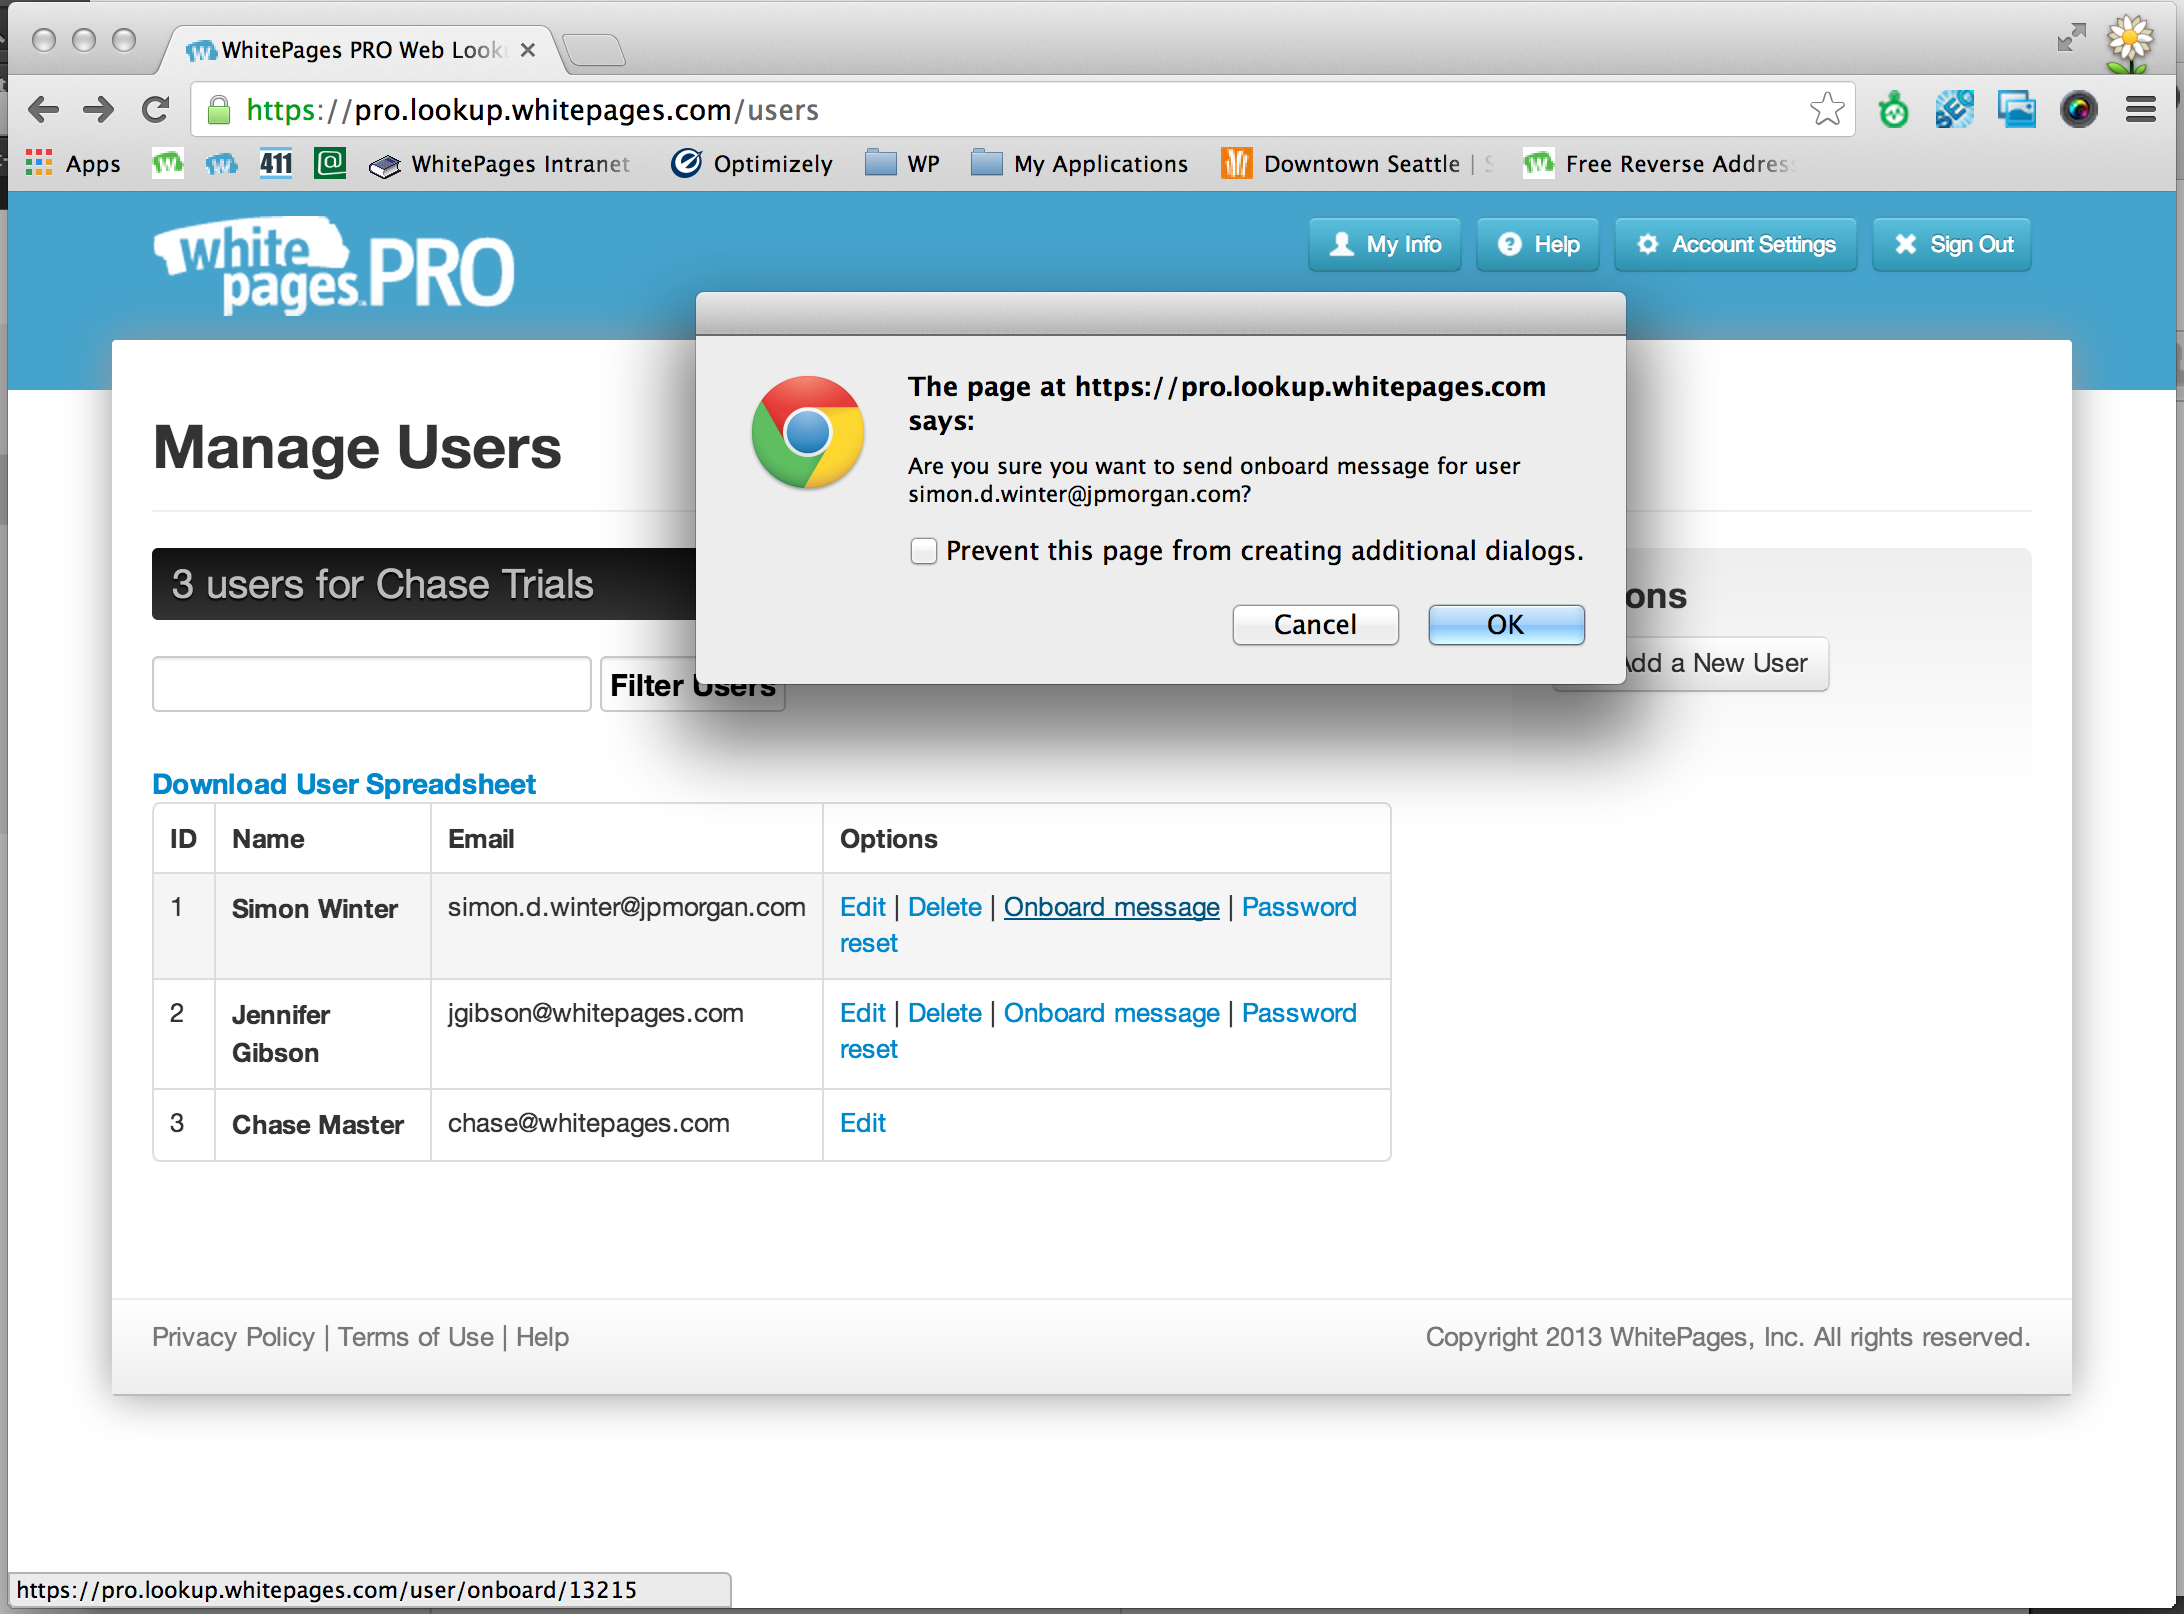 WhitePages PRO Web Look
https://pro.lookup.whitepages.com/users
Apps 411 WhitePages Intranet Optimizely WP My Applications Downtown Seattle | S Free Reverse Addres
white pages.PRO
My Info Help Account Settings Sign Out
The page at https://pro.lookup.whitepages.com
says:
Are you sure you want to send onboard message for user
simon.d.winter@jpmorgan.com?
Prevent this page from creating additional dialogs.
Cancel OK
Manage Users
3 users for Chase Trials
ons
Filter Users
Add a New User
Download User Spreadsheet
ID Name Email Options
1 Simon Winter simon.d.winter@jpmorgan.com Edit | Delete | Onboard message | Password
reset
2 Jennifer Gibson jgibson@whitepages.com Edit | Delete | Onboard message | Password
reset
3 Chase Master chase@whitepages.com Edit
Privacy Policy | Terms of Use | Help
Copyright 2013 WhitePages, Inc. All rights reserved.
https://pro.lookup.whitepages.com/user/onboard/13215